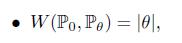 • W(ℙ₀, ℙ_θ) = |θ|,